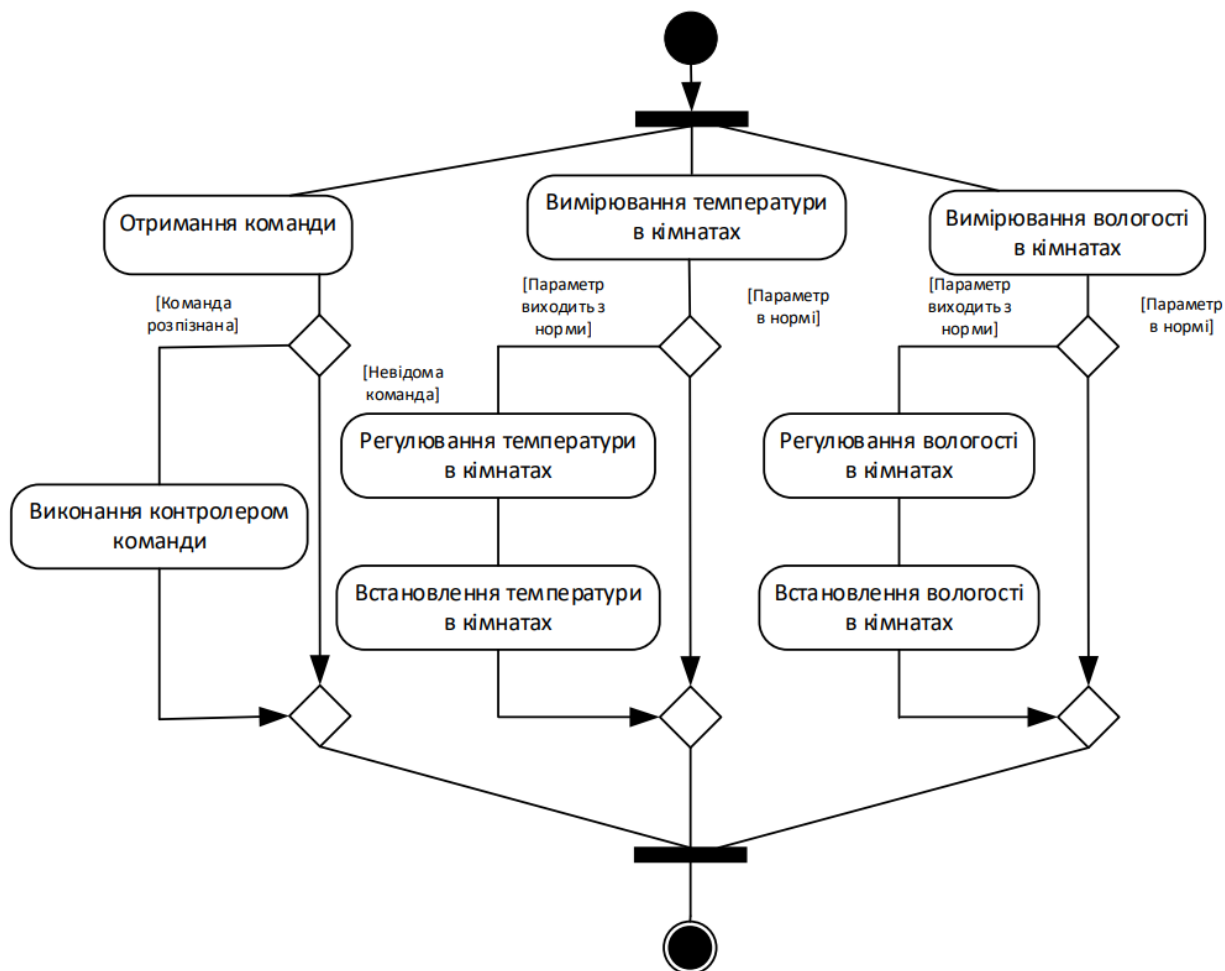 Отримання команди
Вимірювання температури
в кімнатах
Вимірювання вологості
в кімнатах
[Команда
розпізнана]
[Параметр
виходить з
норми]
[Параметр
в нормі]
[Параметр
виходить з
норми]
[Параметр
в нормі]
[Невідома
команда]
Регулювання температури
в кімнатах
Регулювання вологості
в кімнатах
Виконання контролером
команди
Встановлення температури
в кімнатах
Встановлення вологості
в кімнатах